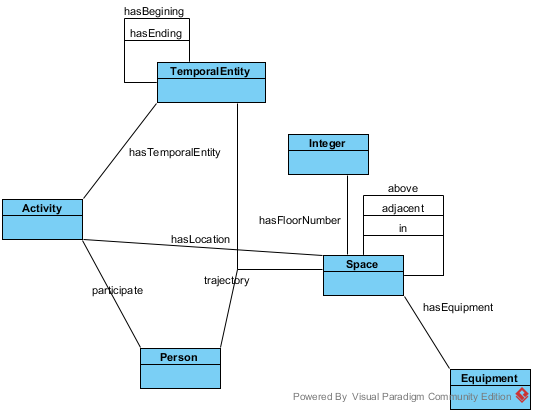 hasBegining
hasEnding
TemporalEntity
Integer
hasTemporalEntity
above
Activity
adjacent
hasFloorNumber
in
hasLocation
Space
trajectory
participate
hasEquipment
Person
Equipment
Powered By Visual Paradigm Community Edition